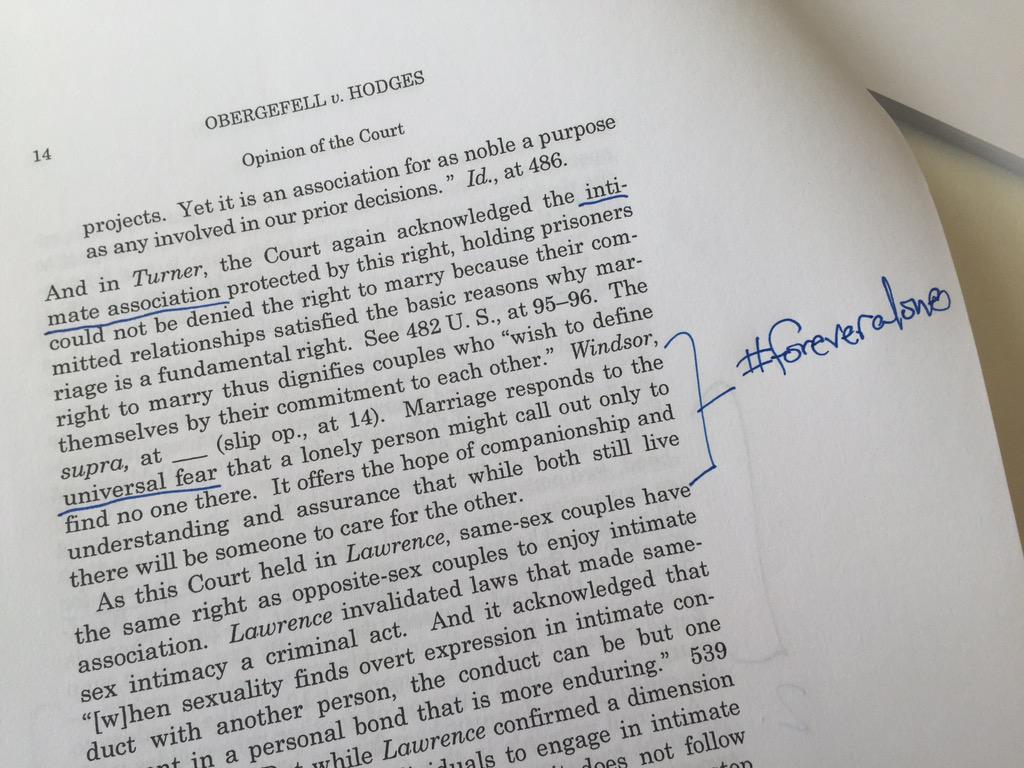 OBERGEFELL v. HODGES
14
Opinion of the Court
projects. Yet it is an association for as noble a purpose
as any involved in our prior decisions.” Id., at 486.
And in Turner, the Court again acknowledged the inti-
mate association protected by this right, holding prisoners
could not be denied the right to marry because their com-
mitted relationships satisfied the basic reasons why mar-
riage is a fundamental right. See 482 U. S., at 95–96. The
right to marry thus dignifies couples who “wish to define
themselves by their commitment to each other.” Windsor,
supra, at ___ (slip op., at 14). Marriage responds to the
universal fear that a lonely person might call out only to
find no one there. It offers the hope of companionship and
understanding and assurance that while both still live
there will be someone to care for the other.
#foreveralone
As this Court held in Lawrence, same-sex couples have
the same right as opposite-sex couples to enjoy intimate
association. Lawrence invalidated laws that made same-
sex intimacy a criminal act. And it acknowledged that
“[w]hen sexuality finds overt expression in intimate con-
duct with another person, the conduct can be but one
in a personal bond that is more enduring.” 539
while Lawrence confirmed a dimension
to engage in intimate
does not follow